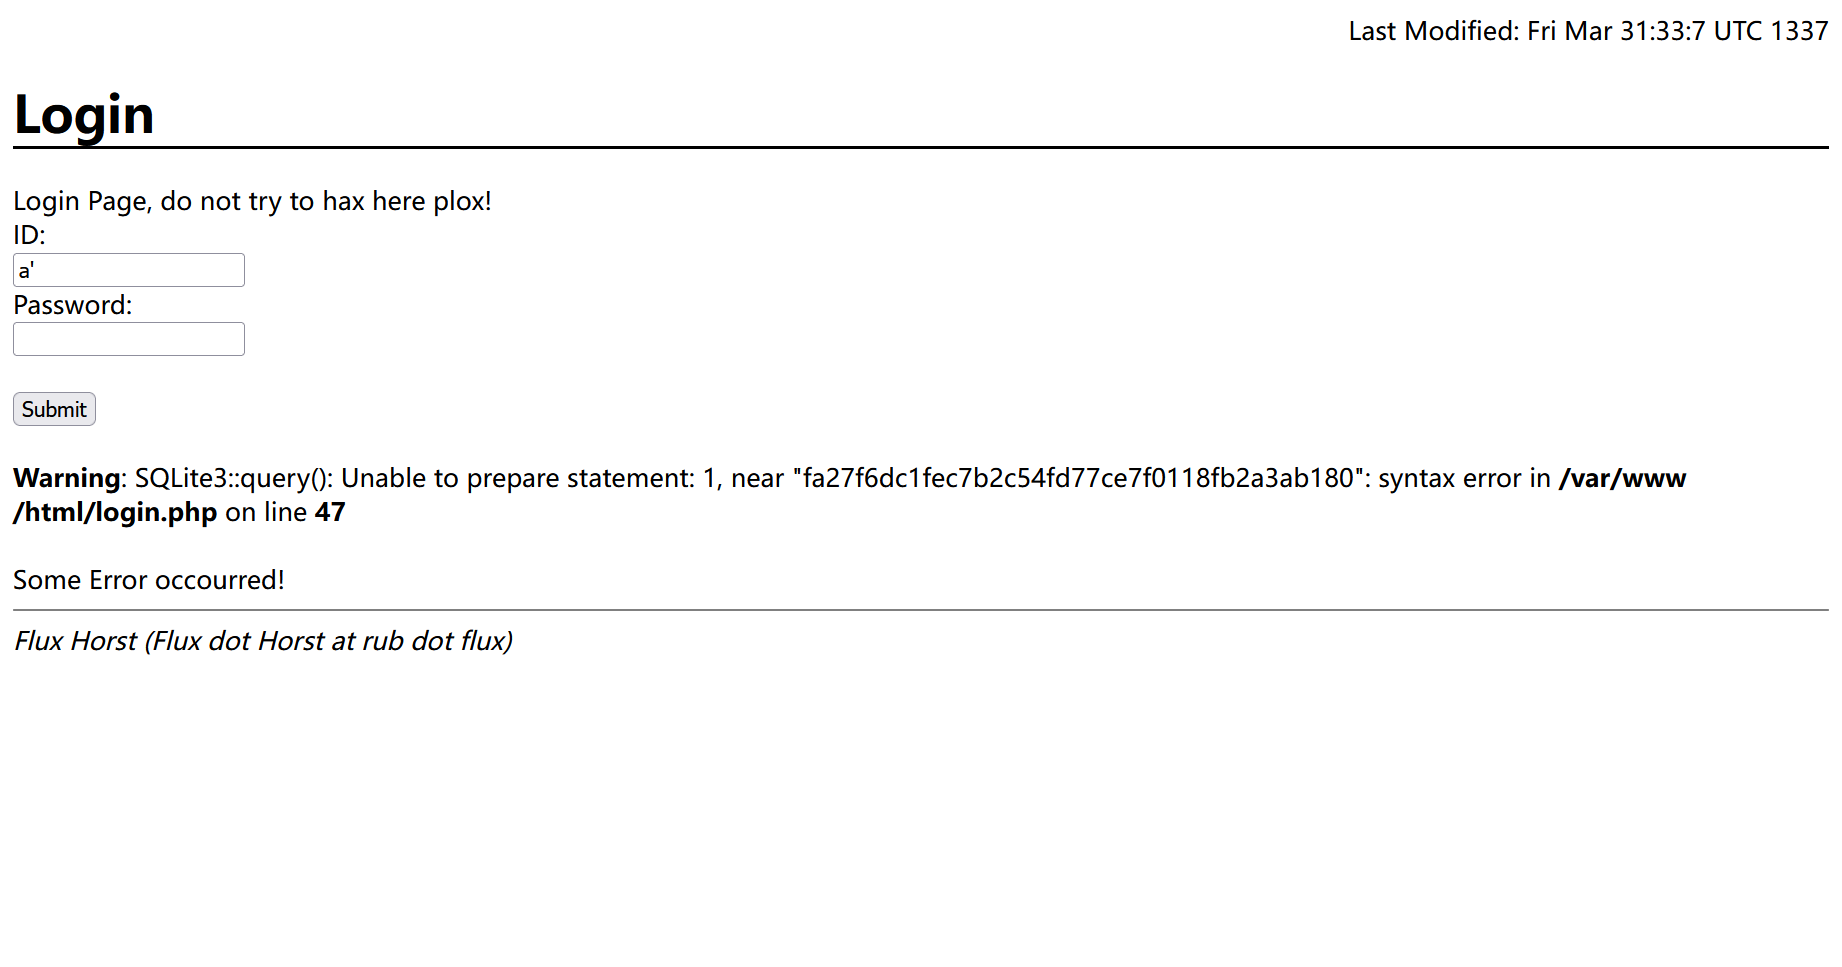 Last Modified: Fri Mar 31:33:7 UTC 1337
Login
Login Page, do not try to hax here plox!
ID:
a'
Password:
Submit
Warning: SQLite3::query(): Unable to prepare statement: 1, near "fa27f6dc1fec7b2c54fd77ce7f0118fb2a3ab180": syntax error in /var/www
/html/login.php on line 47
Some Error occourred!
Flux Horst (Flux dot Horst at rub dot flux)